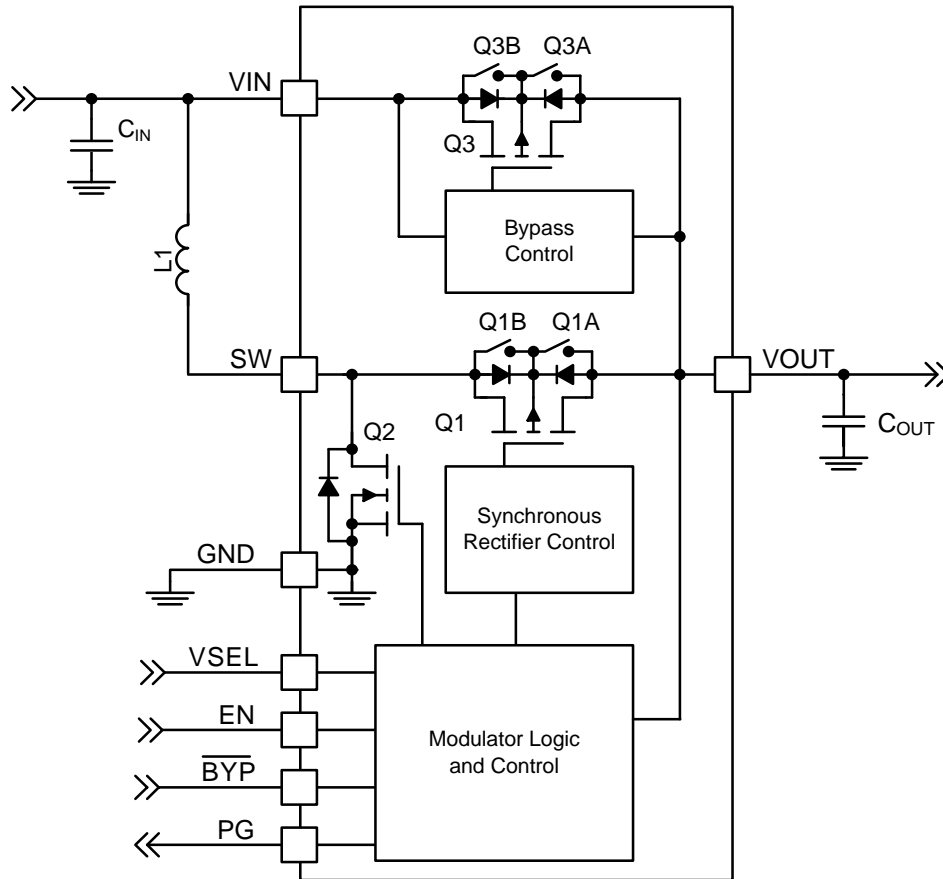 Q3B Q3A
VIN
CIN
Q3
Bypass
Control
L1
Q1B Q1A
SW
VOUT
Q1
Q2
COUT
Synchronous
Rectifier Control
GND
VSEL
EN
Modulator Logic
and Control
BYP
PG